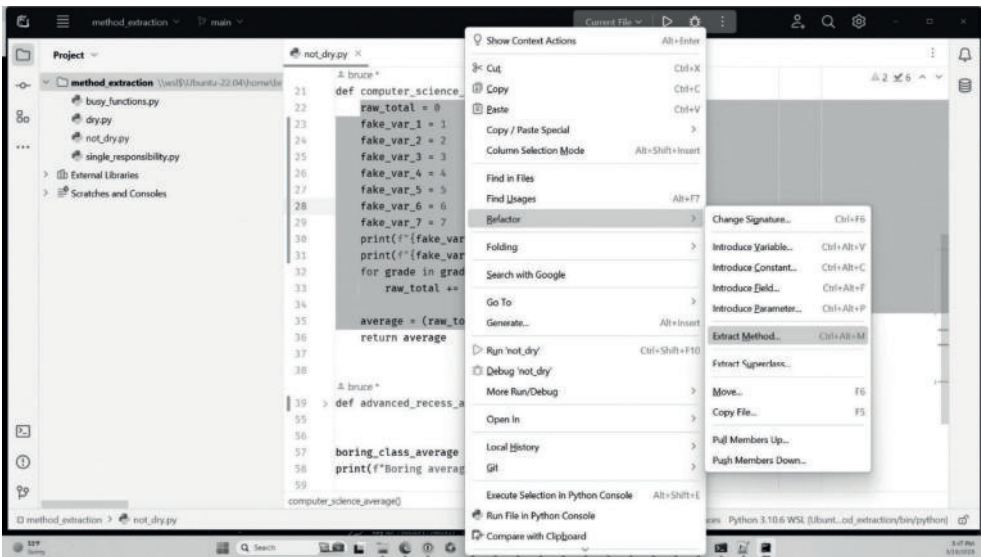 method_extraction
main
Current File
Project
method_extraction
busy_functions.py
dry.py
not_dry.py
single_responsibility.py
External Libraries
Scratches and Consoles
not_dry.py
2 6
bruce *
21 def computer_science_
22 raw_total = 0
23 fake_var_1 = 1
24 fake_var_2 = 2
25 fake_var_3 = 3
26 fake_var_4 = 4
27 fake_var_5 = 5
28 fake_var_6 = 6
29 fake_var_7 = 7
30 print(f"{fake_var
31 print(f"{fake_var
32 for grade in grad
33 raw_total +=
34
35 average = (raw_to
36 return average
37
38
bruce *
39 def advanced_recess_a
55
56
57 boring_class_average
58 print(f"Boring averag
59
computer_science_average()
Show Context Actions Alt+Enter
Cut Ctrl+X
Copy Ctrl+C
Paste Ctrl+V
Copy / Paste Special
Column Selection Mode Alt+Shift+Insert
Find in Files
Find Usages Alt+F7
Refactor
Folding
Search with Google
Go To
Generate... Alt+Insert
Run 'not_dry' Ctrl+Shift+F10
Debug 'not_dry'
More Run/Debug
Open In
Local History
Git
Execute Selection in Python Console Alt+Shift+E
Run File in Python Console
Compare with Clipboard
Change Signature... Ctrl+F6
Introduce Variable... Ctrl+Alt+V
Introduce Constant... Ctrl+Alt+C
Introduce Field... Ctrl+Alt+F
Introduce Parameter... Ctrl+Alt+P
Extract Method... Ctrl+Alt+M
Extract Superclass...
Move... F6
Copy File... F5
Pull Members Up...
Push Members Down...
method_extraction > not_dry.py
Python 3.10.6 WSL (Ubunt...od_extraction/bin/python)
Sunny
Search